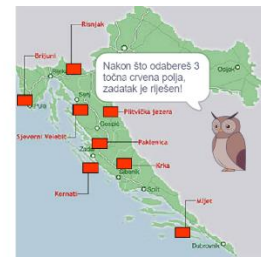 Risnjak
Brijuni
Nakon što odabereš 3
točna crvena polja,
zadatak je riješen!
Osijek
Pula
Senj
Plitvička jezera
Gospić
Sjeverni Velebit
Paklenica
Zadar
Krka
Šibenik
Kornati
Split
Mljet
Dubrovnik